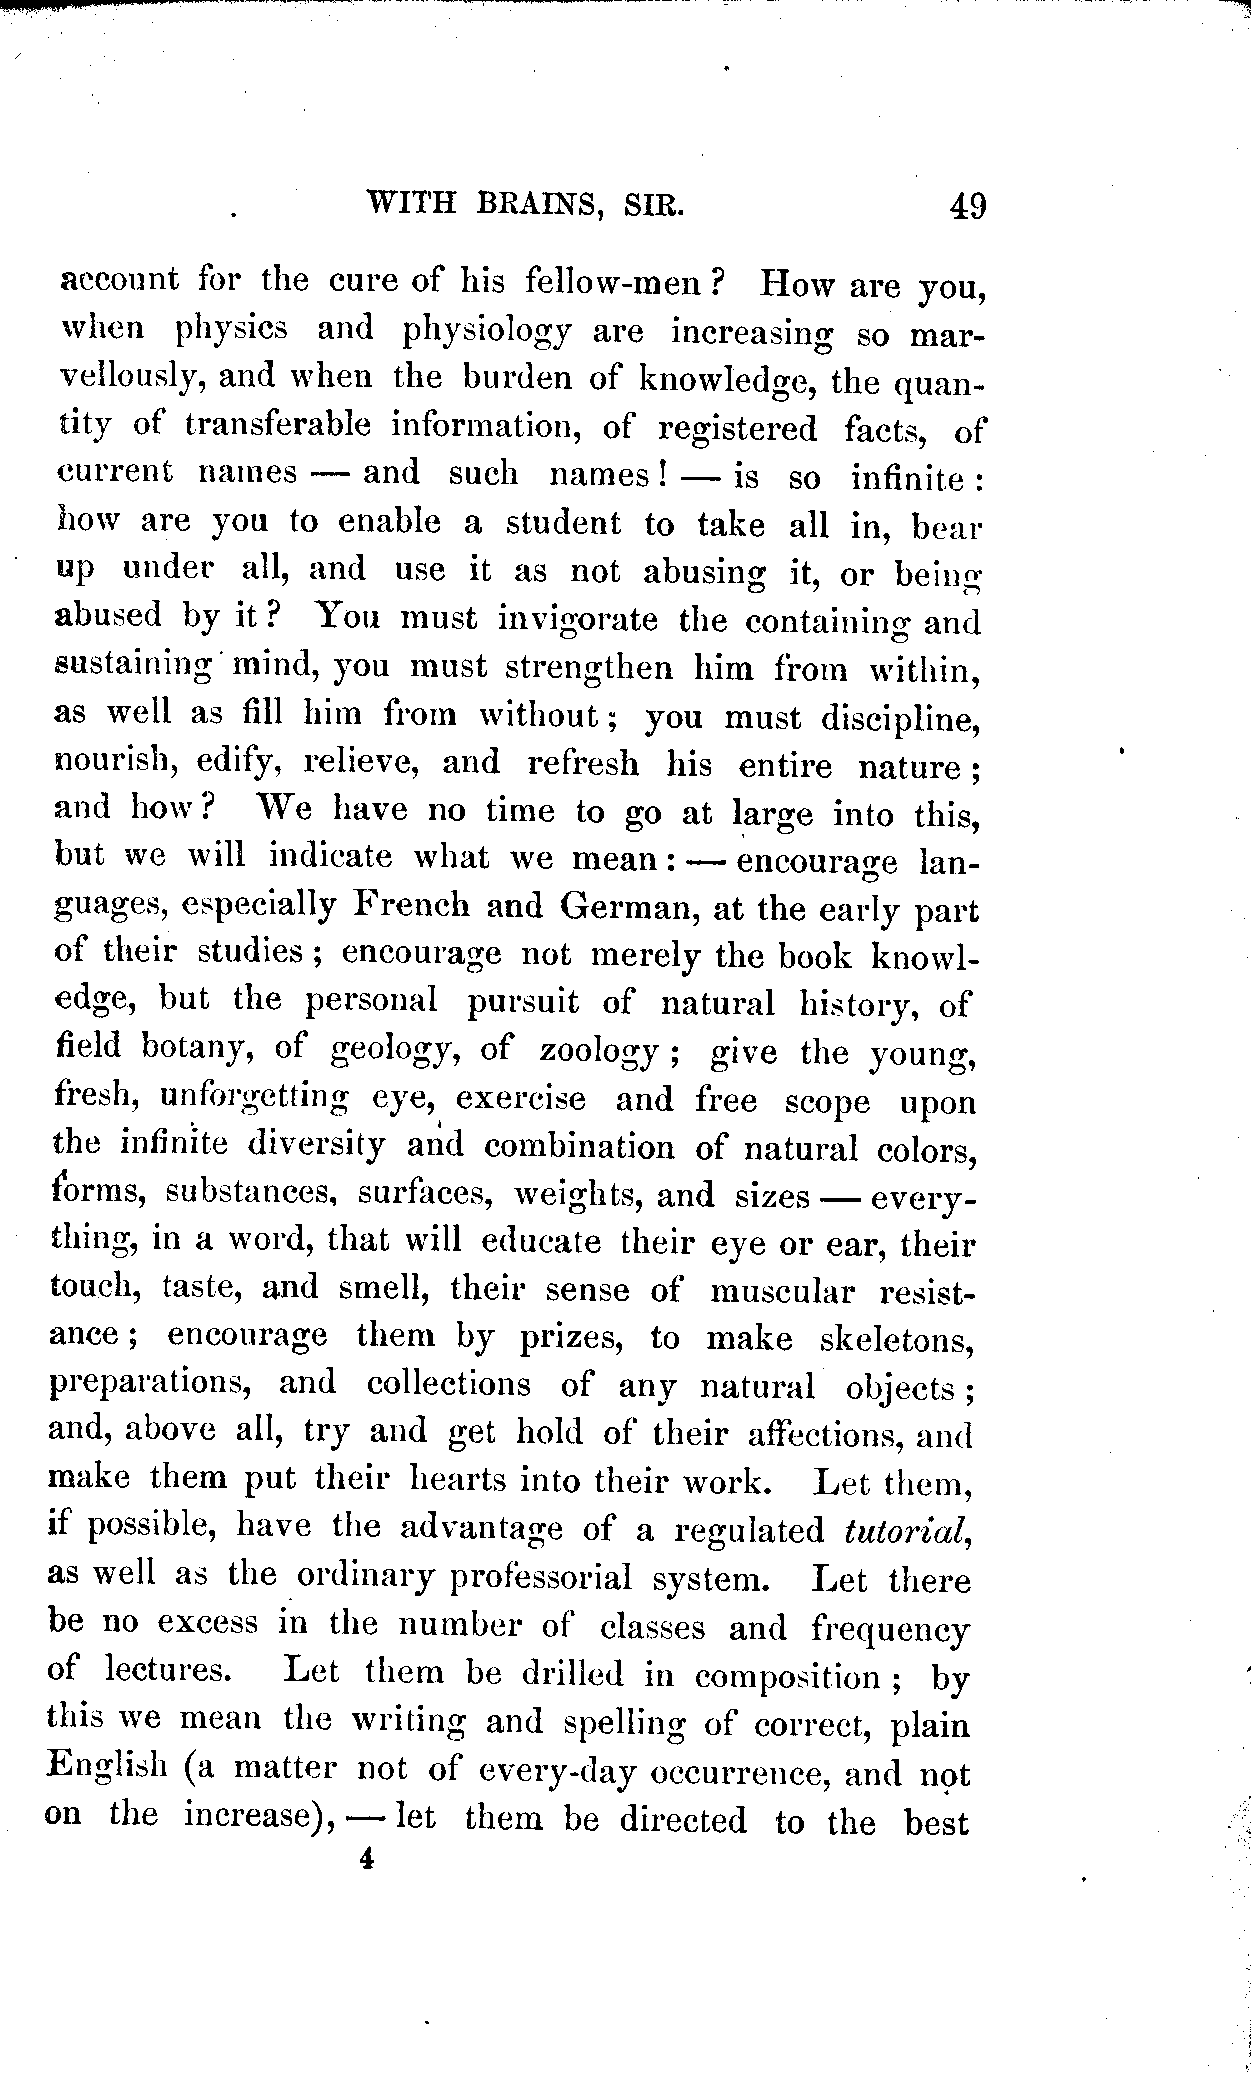 WITH BRAINS, SIR. 49
account for the cure of his fellow-men? How are you,
when physics and physiology are increasing so mar-
vellously, and when the burden of knowledge, the quan-
tity of transferable information, of registered facts, of
current names — and such names! — is so infinite:
how are you to enable a student to take all in, bear
up under all, and use it as not abusing it, or being
abused by it? You must invigorate the containing and
sustaining mind, you must strengthen him from within,
as well as fill him from without; you must discipline,
nourish, edify, relieve, and refresh his entire nature;
and how? We have no time to go at large into this,
but we will indicate what we mean: — encourage lan-
guages, especially French and German, at the early part
of their studies; encourage not merely the book knowl-
edge, but the personal pursuit of natural history, of
field botany, of geology, of zoology; give the young,
fresh, unforgetting eye, exercise and free scope upon
the infinite diversity and combination of natural colors,
forms, substances, surfaces, weights, and sizes — every-
thing, in a word, that will educate their eye or ear, their
touch, taste, and smell, their sense of muscular resist-
ance; encourage them by prizes, to make skeletons,
preparations, and collections of any natural objects;
and, above all, try and get hold of their affections, and
make them put their hearts into their work. Let them,
if possible, have the advantage of a regulated tutorial,
as well as the ordinary professorial system. Let there
be no excess in the number of classes and frequency
of lectures. Let them be drilled in composition; by
this we mean the writing and spelling of correct, plain
English (a matter not of every-day occurrence, and not
on the increase), — let them be directed to the best
4